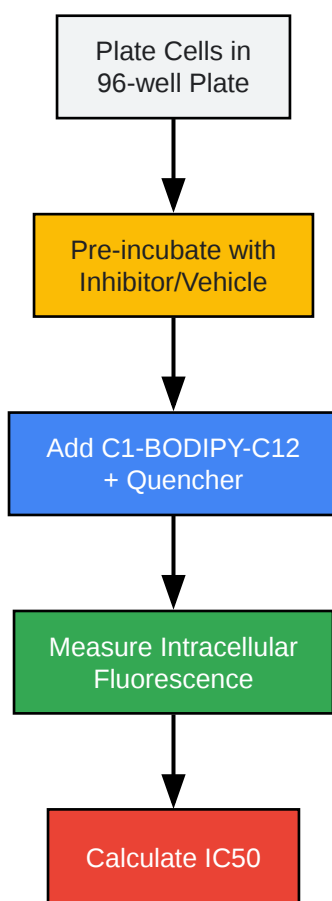 Plate Cells in
96-well Plate
Pre-incubate with
Inhibitor/Vehicle
Add C1-BODIPY-C12
+ Quencher
Measure Intracellular
Fluorescence
Calculate IC50